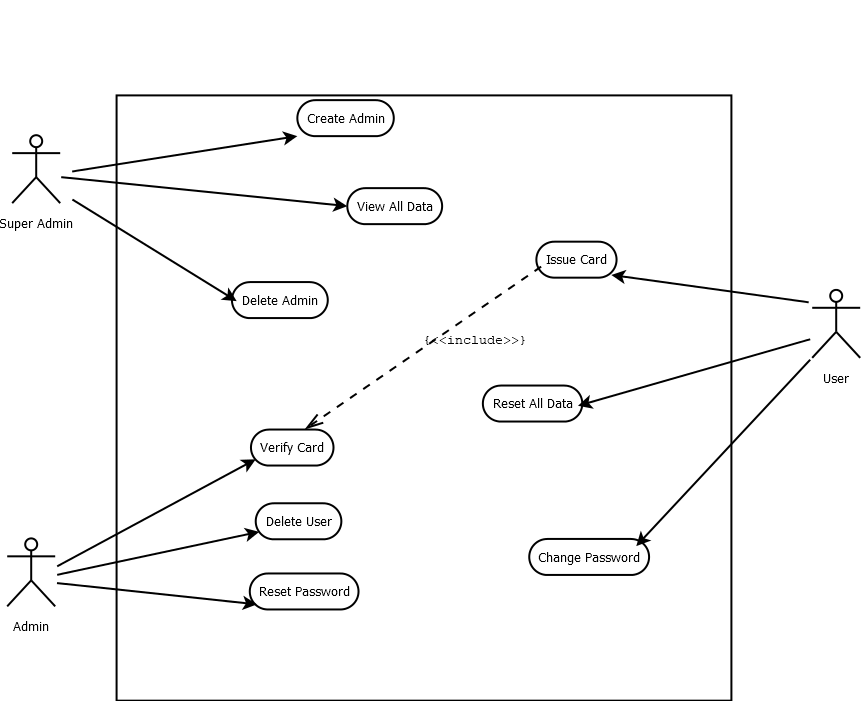 Create Admin
View All Data
Super Admin
Issue Card
Delete Admin
{<<include>>}
User
Reset All Data
Verify Card
Delete User
Change Password
Reset Password
Admin